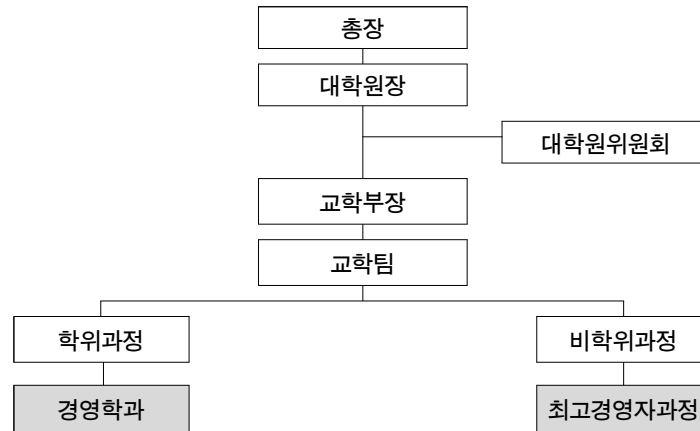 총장
대학원장
대학원위원회
교학부장
교학팀
학위과정
비학위과정
경영학과
최고경영자과정